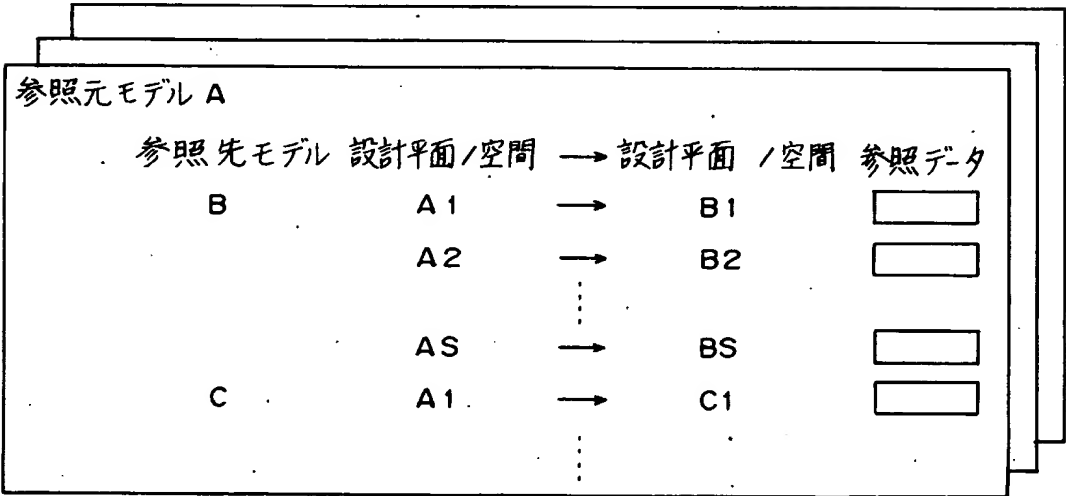 参照元モデル A
参照先モデル 設計平面/空間 → 設計平面 /空間 参照データ
B A1 → B1
A2 → B2
AS → BS
C A1 → C1